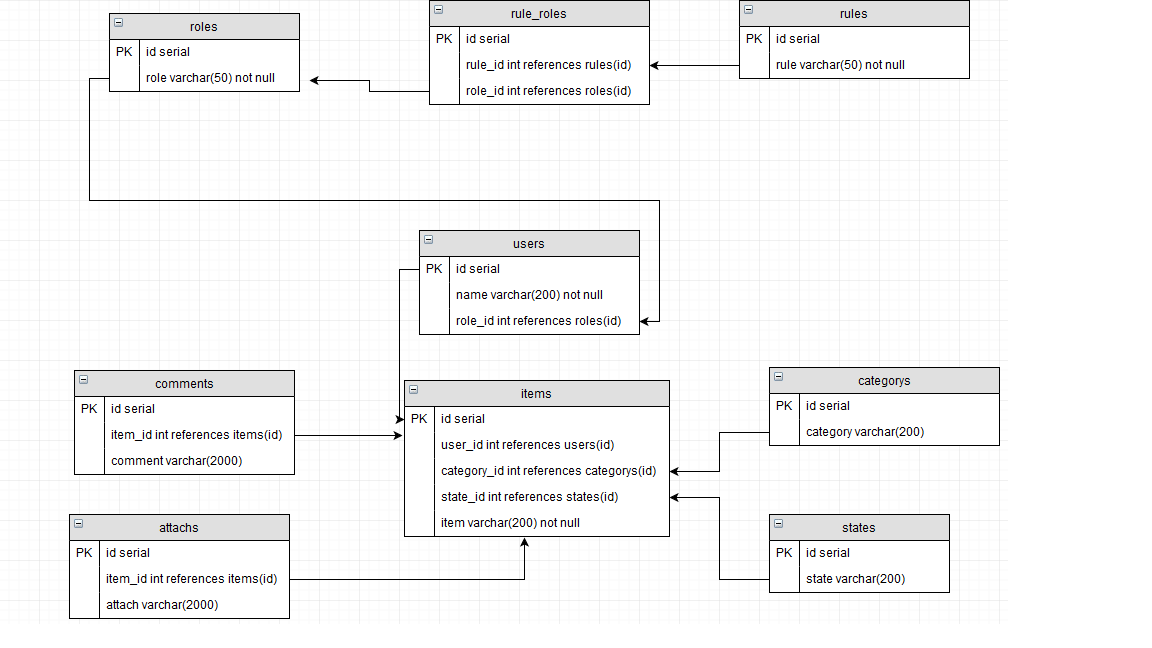 roles
PK id serial
role varchar(50) not null
rule_roles
PK id serial
rule_id int references rules(id)
role_id int references roles(id)
rules
PK id serial
rule varchar(50) not null
users
PK id serial
name varchar(200) not null
role_id int references roles(id)
comments
PK id serial
item_id int references items(id)
comment varchar(2000)
items
PK id serial
user_id int references users(id)
category_id int references categorys(id)
state_id int references states(id)
item varchar(200) not null
categorys
PK id serial
category varchar(200)
attachs
PK id serial
item_id int references items(id)
attach varchar(2000)
states
PK id serial
state varchar(200)